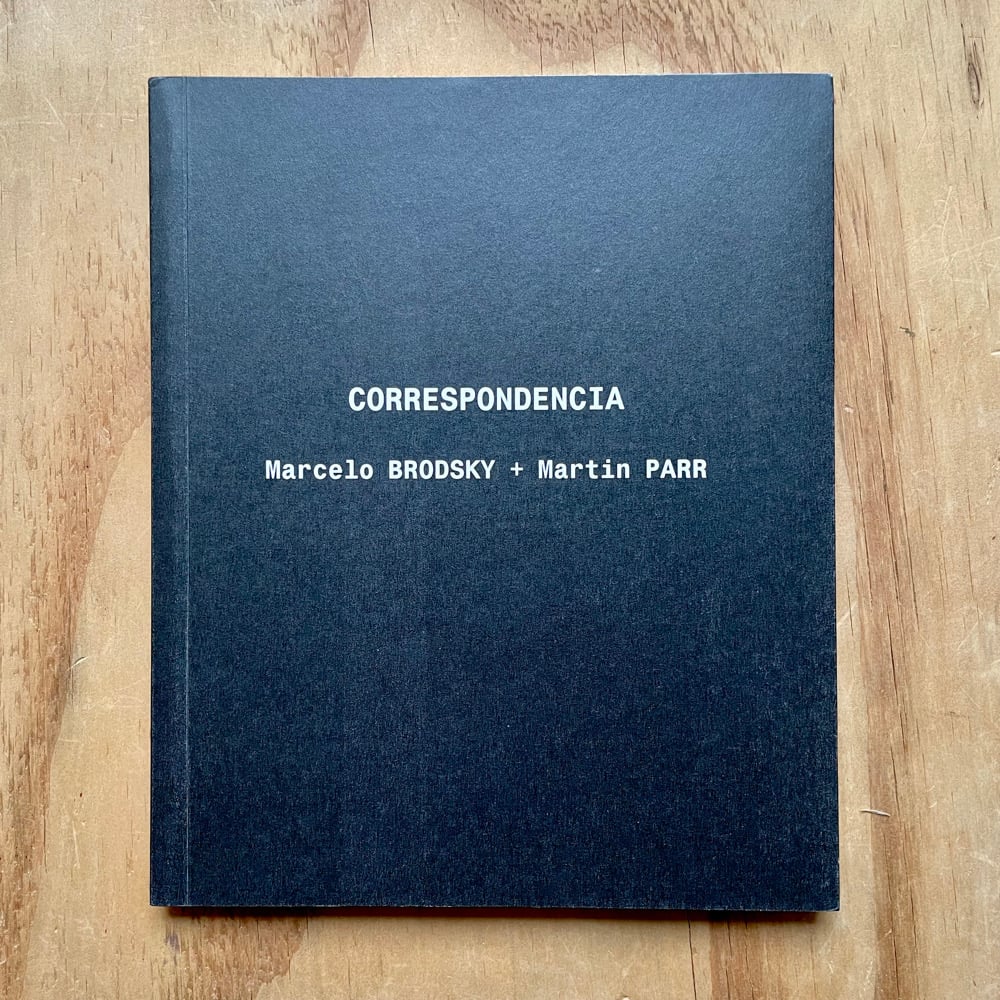 CORRESPONDENCIA
Marcelo BRODSKY + Martin PARR